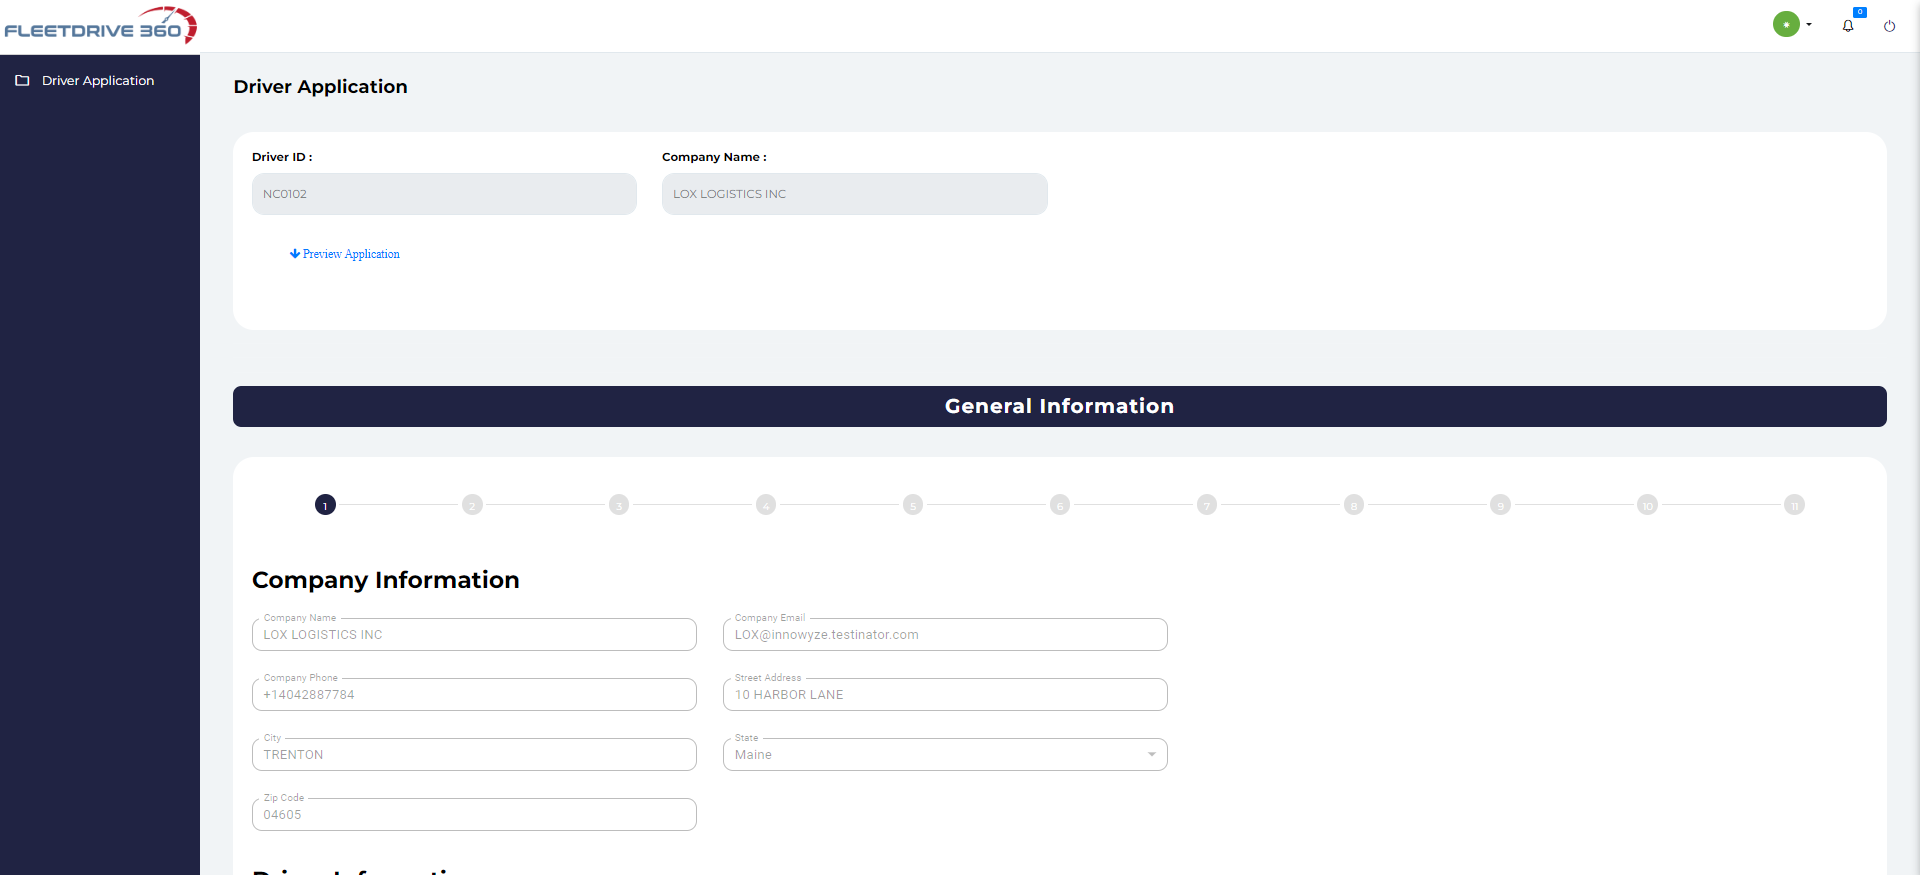 FLEETDRIVE 360
0
Driver Application
Driver Application
Driver ID :
Company Name :
NC0102
LOX LOGISTICS INC
Preview Application
General Information
1
2
3
4
5
6
7
8
9
10
11
Company Information
Company Name
LOX LOGISTICS INC
Company Email
LOX@innowyze.testinator.com
Company Phone
+14042887784
Street Address
10 HARBOR LANE
City
TRENTON
State
Maine
Zip Code
04605
Driver Information